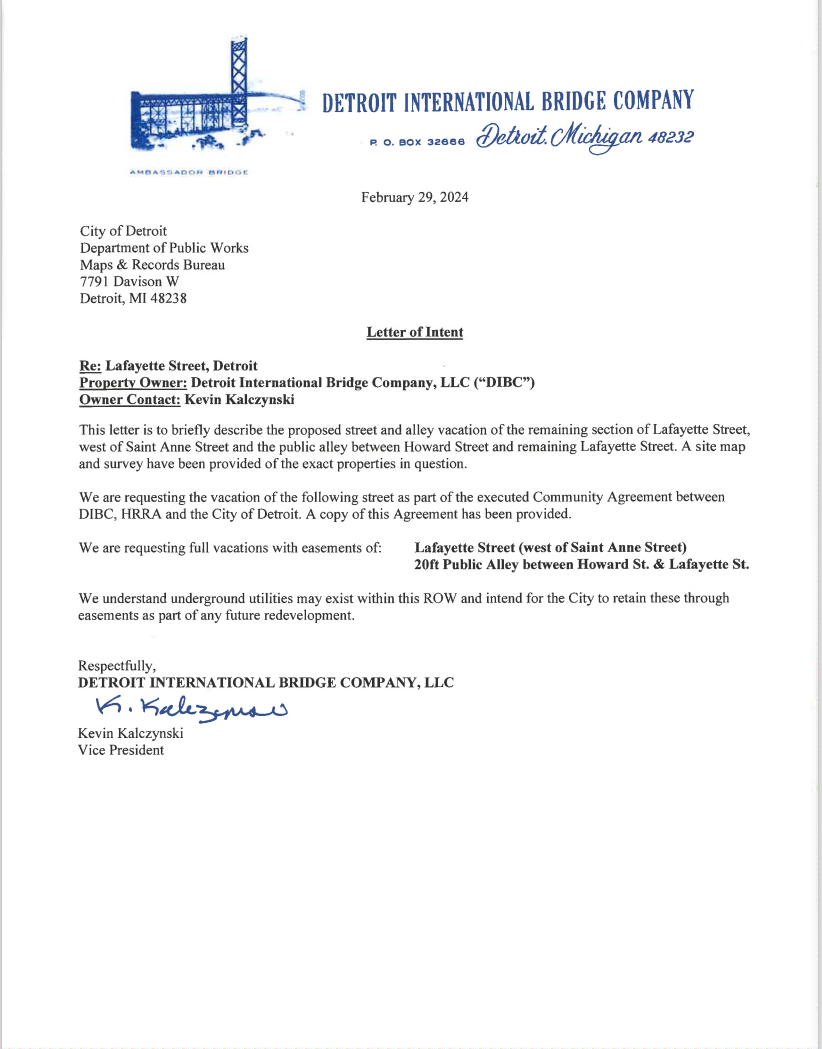 DETROIT INTERNATIONAL BRIDGE COMPANY
P. O. BOX 32666 Detroit, Michigan 48232
AMBASSADOR BRIDGE
February 29, 2024
City of Detroit
Department of Public Works
Maps & Records Bureau
7791 Davison W
Detroit, MI 48238
Letter of Intent
Re: Lafayette Street, Detroit
Property Owner: Detroit International Bridge Company, LLC (“DIBC”)
Owner Contact: Kevin Kalczynski
This letter is to briefly describe the proposed street and alley vacation of the remaining section of Lafayette Street,
west of Saint Anne Street and the public alley between Howard Street and remaining Lafayette Street. A site map
and survey have been provided of the exact properties in question.
We are requesting the vacation of the following street as part of the executed Community Agreement between
DIBC, HRRA and the City of Detroit. A copy of this Agreement has been provided.
We are requesting full vacations with easements of: Lafayette Street (west of Saint Anne Street)
20ft Public Alley between Howard St. & Lafayette St.
We understand underground utilities may exist within this ROW and intend for the City to retain these through
easements as part of any future redevelopment.
Respectfully,
DETROIT INTERNATIONAL BRIDGE COMPANY, LLC
K. Kalczynski
Kevin Kalczynski
Vice President